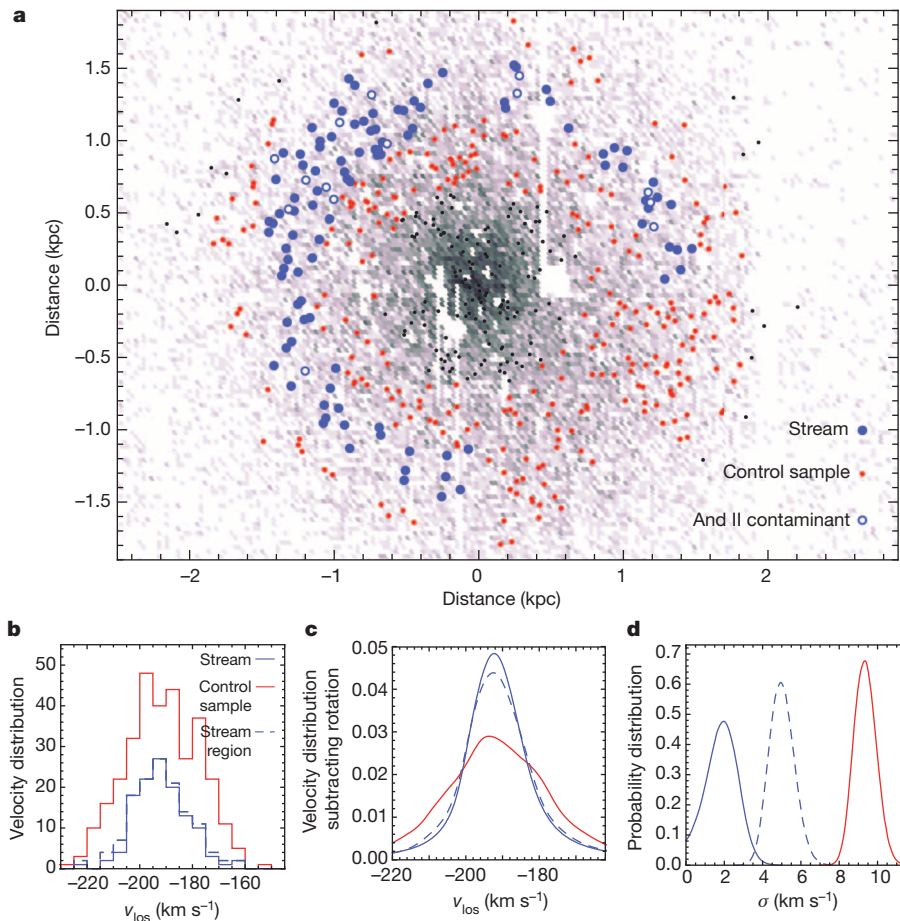 a
1.5
1.0
0.5
0.0
−0.5
−1.0
−1.5
Distance (kpc)
Stream
Control sample
And II contaminant
−2 −1 0 1 2
Distance (kpc)
b
50
40
30
20
10
0
Velocity distribution
Stream
Control
sample
Stream
region
−220 −200 −180 −160
vlos (km s−1)
c
−220 −200 −180
0.05
0.04
0.03
0.02
0.01
0.00
Velocity distribution
subtracting rotation
−220 −200 −180
vlos (km s−1)
d
0.7
0.6
0.5
0.4
0.3
0.2
0.1
0.0
Probability distribution
0 2 4 6 8 10
σ (km s−1)